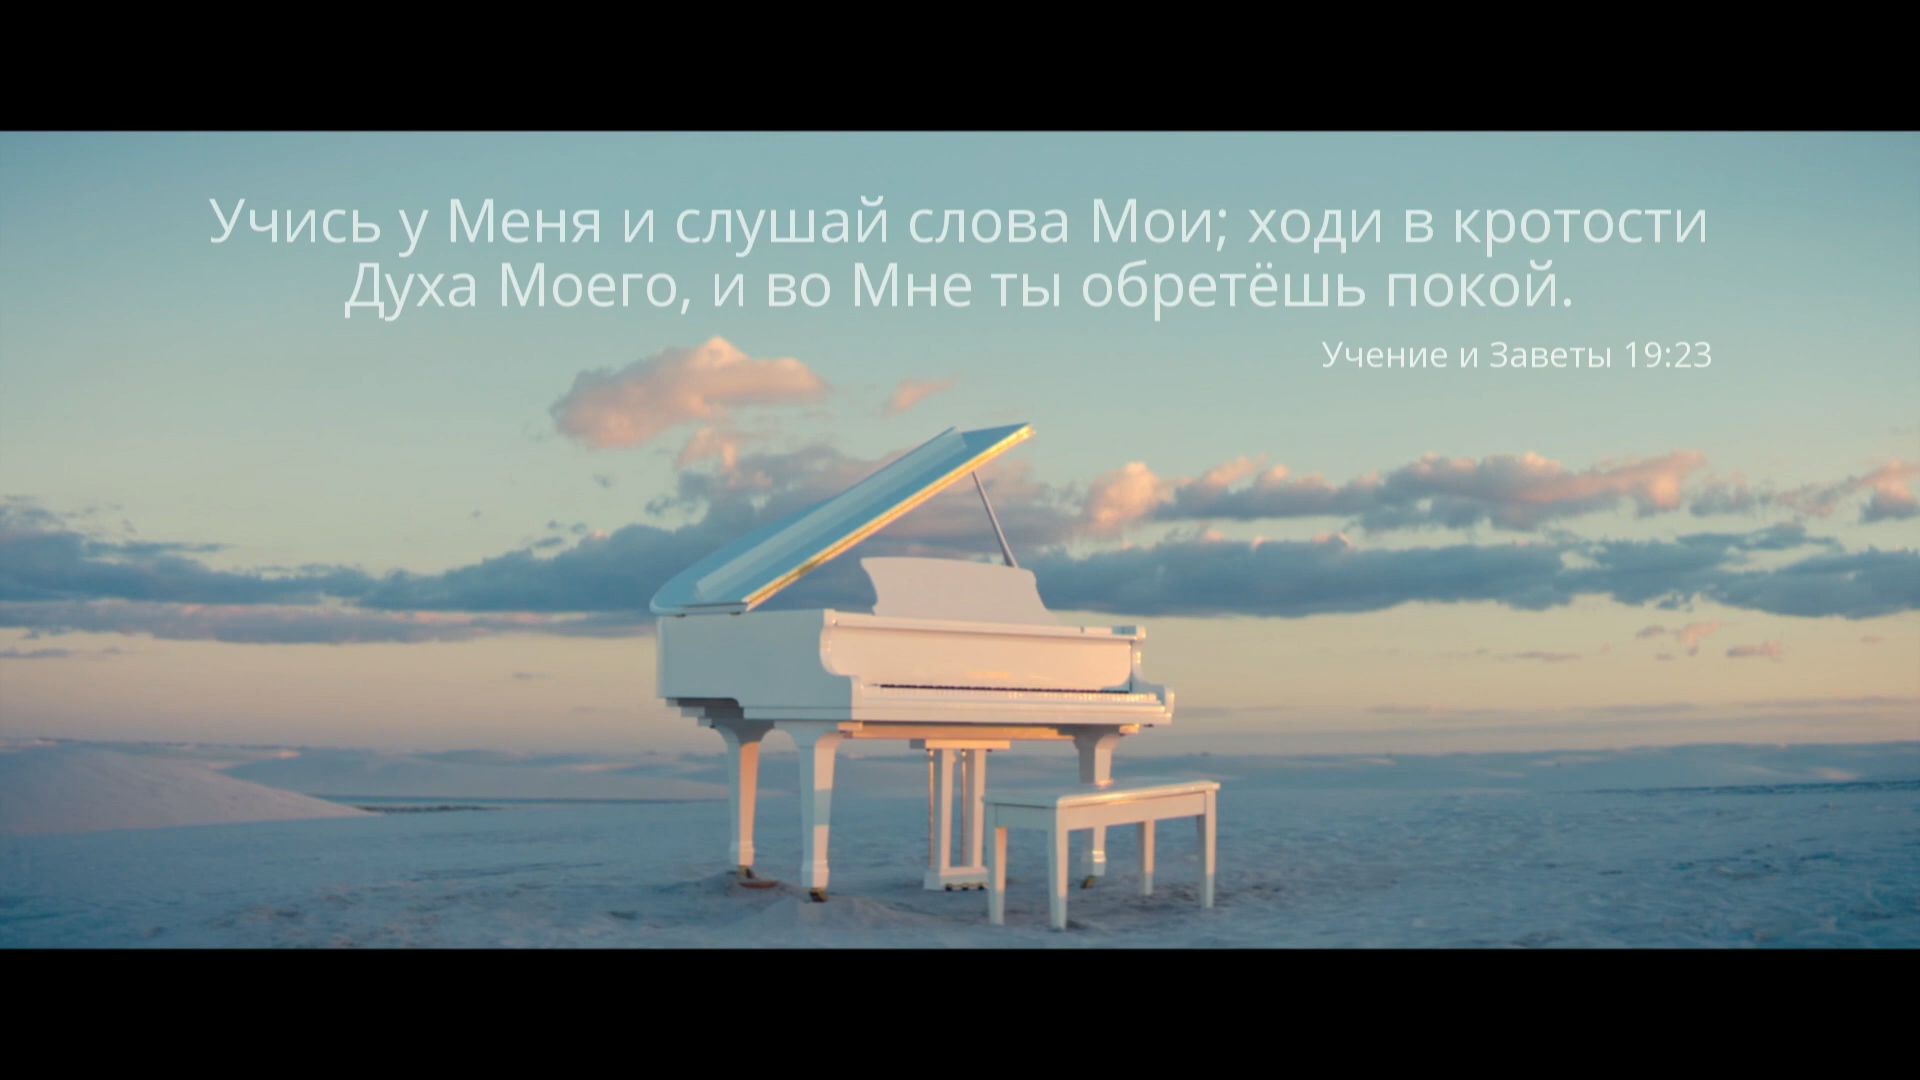 Учись у Меня и слушай слова Мои; ходи в кротости
Духа Моего, и во Мне ты обретёшь покой.
Учение и Заветы 19:23